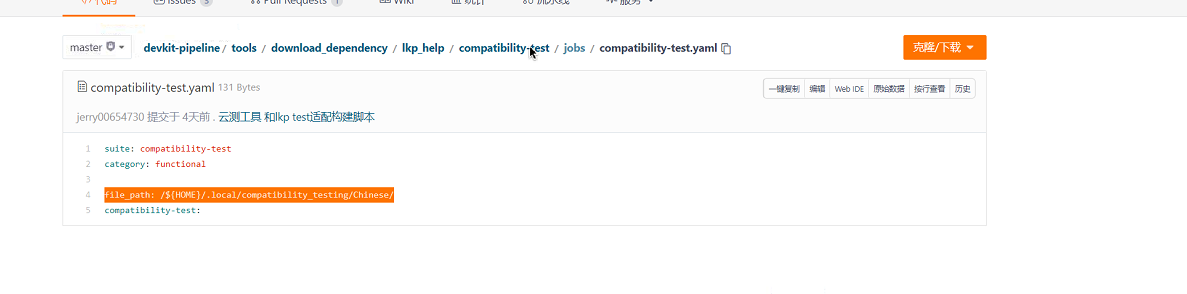 代码
Issues 3
Pull Requests 1
Wiki
统计
流水线
服务
master
devkit-pipeline / tools / download_dependency / lkp_help / compatibility-test / jobs / compatibility-test.yaml
克隆/下载
compatibility-test.yaml 131 Bytes
一键复制 编辑 Web IDE 原始数据 按行查看 历史
jerry00654730 提交于 4天前 . 云测工具 和lkp test适配构建脚本
1 suite: compatibility-test
2 category: functional
3
4 file_path: /${HOME}/.local/compatibility_testing/Chinese/
5 compatibility-test: